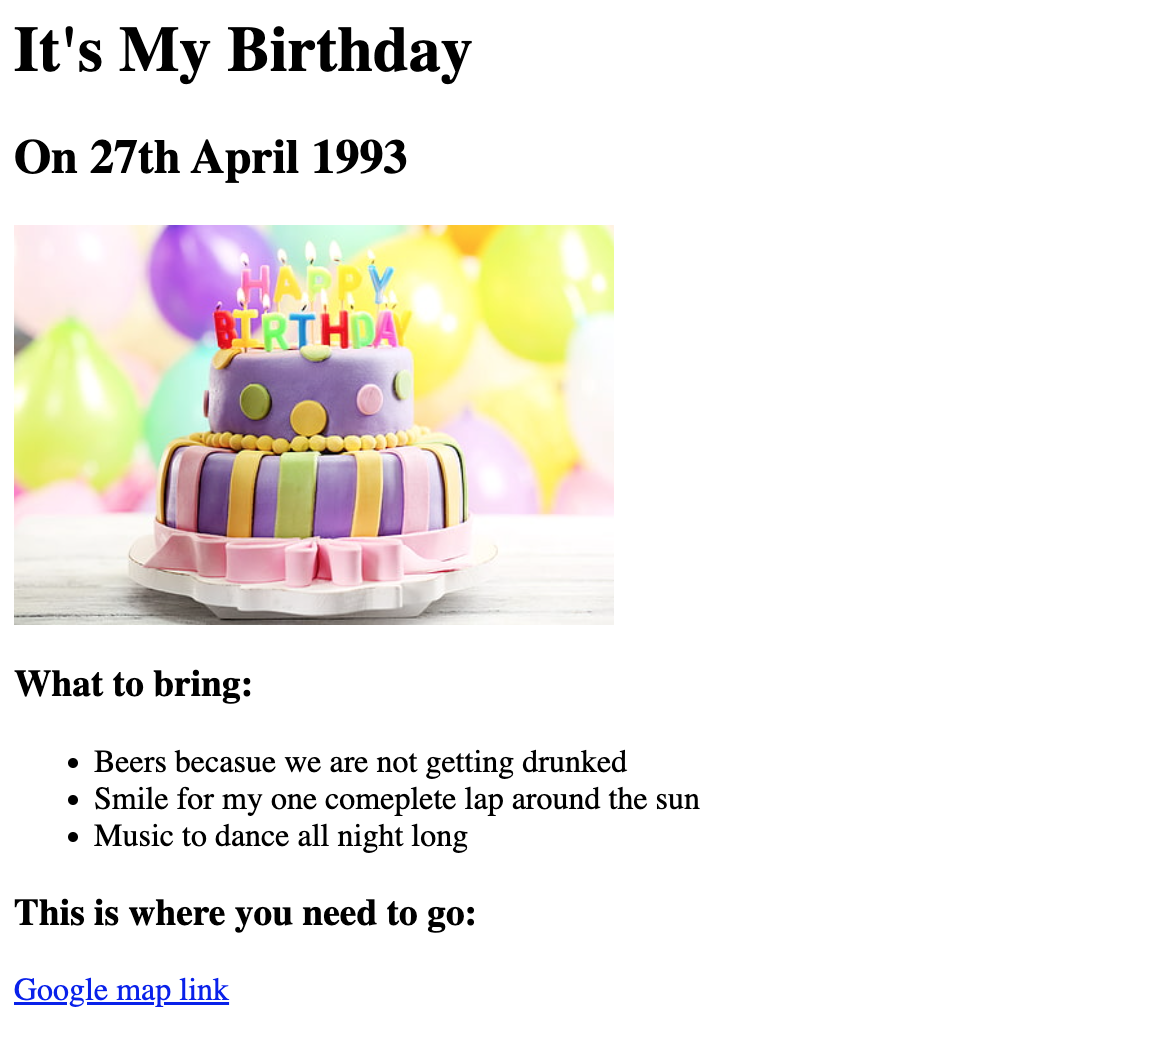 It's My Birthday
On 27th April 1993
HAPPY
BIRTHDAY
What to bring:
Beers becasue we are not getting drunked
Smile for my one comeplete lap around the sun
Music to dance all night long
This is where you need to go:
Google map link